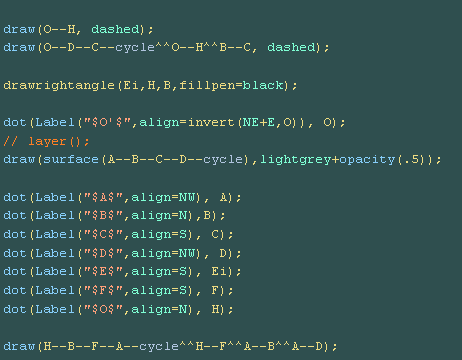 draw(O--H, dashed);
draw(O--D--C--cycle^^O--H^^B--C, dashed);
drawrightangle(Ei,H,B,fillpen=black);
dot(Label("$O'$",align=invert(NE+E,O)), O);
// layer();
draw(surface(A--B--C--D--cycle),lightgrey+opacity(.5));
dot(Label("$A$",align=NW), A);
dot(Label("$B$",align=N),B);
dot(Label("$C$",align=S), C);
dot(Label("$D$",align=NW), D);
dot(Label("$E$",align=S), Ei);
dot(Label("$F$",align=S), F);
dot(Label("$O$",align=N), H);
draw(H--B--F--A--cycle^^H--F^^A--B^^A--D);